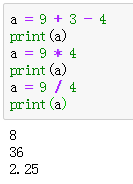 a = 9 + 3 - 4
print(a)
a = 9 * 4
print(a)
a = 9 / 4
print(a)
8
36
2.25